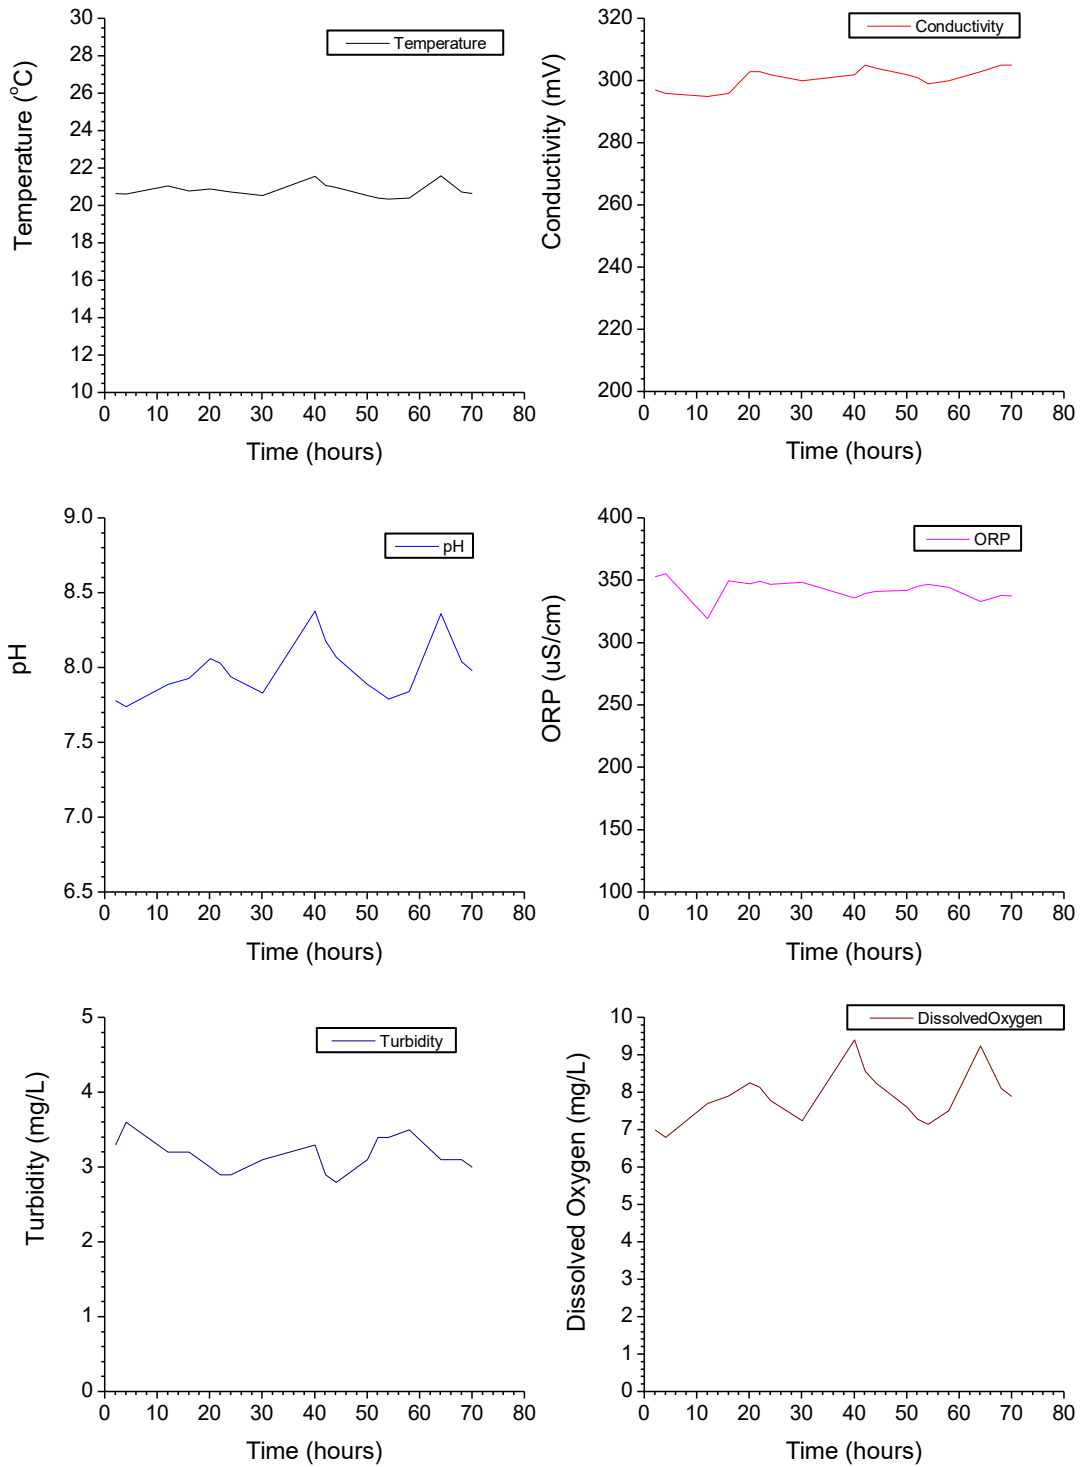 30
28
26
24
22
20
18
16
14
12
10
0 10 20 30 40 50 60 70 80
Temperature (°C)
Time (hours)
Temperature
320
300
280
260
240
220
200
0 10 20 30 40 50 60 70 80
Conductivity (mV)
Time (hours)
Conductivity
9.0
8.5
8.0
7.5
7.0
6.5
0 10 20 30 40 50 60 70 80
pH
Time (hours)
pH
400
350
300
250
200
150
100
0 10 20 30 40 50 60 70 80
ORP (uS/cm)
Time (hours)
ORP
5
4
3
2
1
0
0 10 20 30 40 50 60 70 80
Turbidity (mg/L)
Time (hours)
Turbidity
10
9
8
7
6
5
4
3
2
1
0
0 10 20 30 40 50 60 70 80
Dissolved Oxygen (mg/L)
Time (hours)
DissolvedOxygen